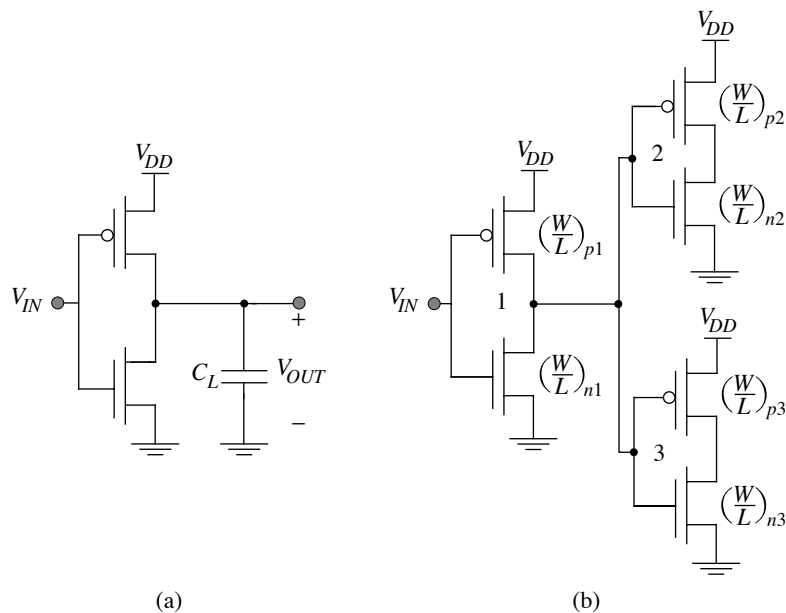 V_DD
V_IN
C_L
V_OUT
+
−
(a)
V_DD
(W/L)_p1
V_IN
1
(W/L)_n1
V_DD
(W/L)_p2
2
(W/L)_n2
V_DD
(W/L)_p3
3
(W/L)_n3
(b)